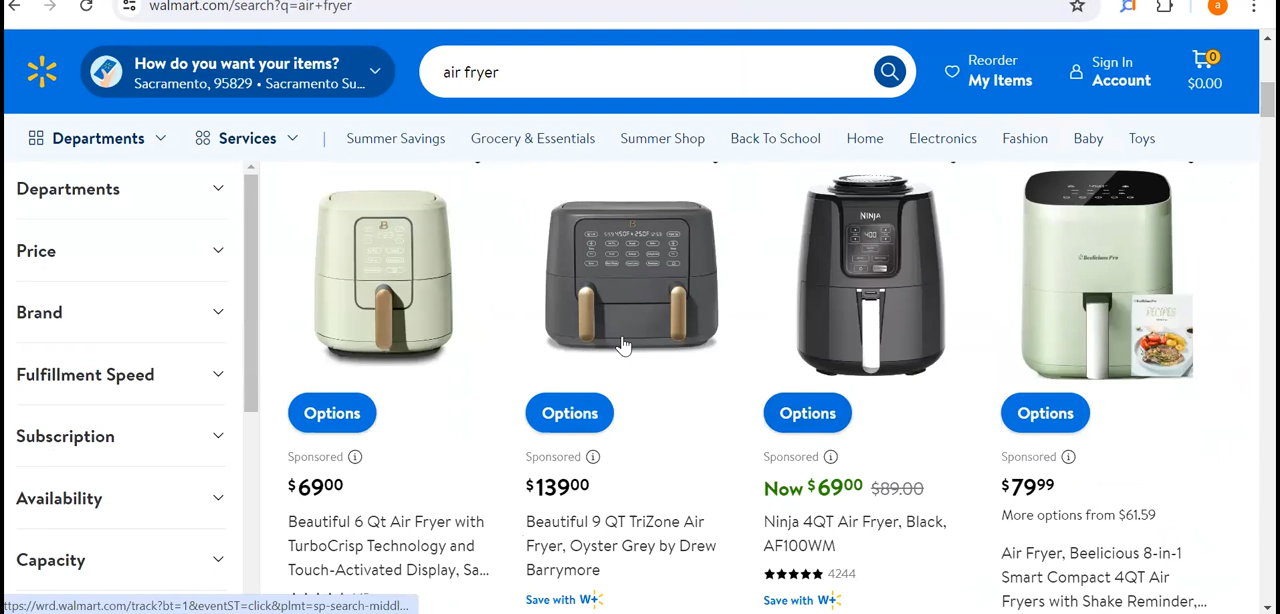 walmart.com/search?q=air+fryer
a
How do you want your items?
Sacramento, 95829 • Sacramento Su...
air fryer
Reorder
My Items
Sign In
Account
0
$0.00
Departments
Services
Summer Savings
Grocery & Essentials
Summer Shop
Back To School
Home
Electronics
Fashion
Baby
Toys
Departments
Price
Brand
Fulfillment Speed
Subscription
Availability
Capacity
NINJA
400
Beelicious Pro
RECIPES
Options
Options
Options
Options
Sponsored
Sponsored
Sponsored
Sponsored
$69.00
$139.00
Now $69.00 $89.00
$79.99
More options from $61.59
Beautiful 6 Qt Air Fryer with
TurboCrisp Technology and
Touch-Activated Display, Sa...
Beautiful 9 QT TriZone Air
Fryer, Oyster Grey by Drew
Barrymore
Save with W+
Ninja 4QT Air Fryer, Black,
AF100WM
4244
Save with W+
Air Fryer, Beelicious 8-in-1
Smart Compact 4QT Air
Fryers with Shake Reminder,...
ttps://wrd.walmart.com/track?bt=1&eventST=click&plmt=sp-search-middl...